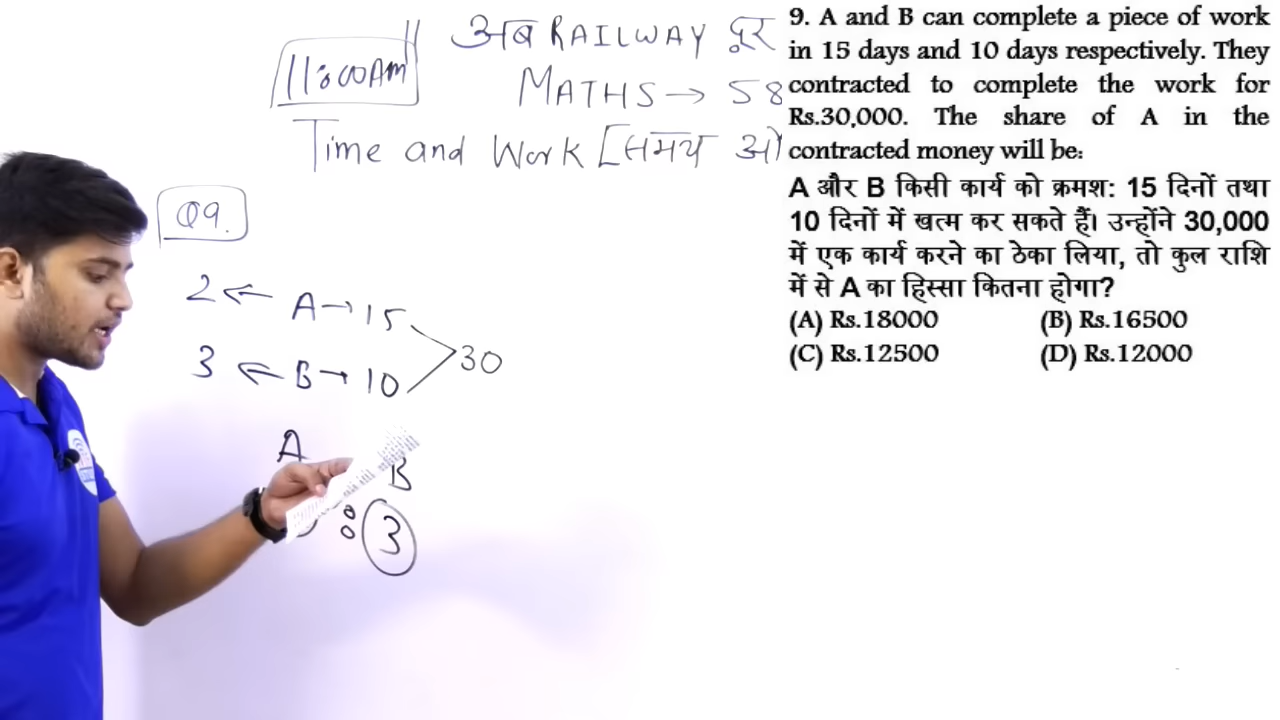 11:00Am
अब RAILWAY दूर
MATHS → 58
Time and Work [समय ओ
Q9.
2 ← A → 15
30
3 ← B → 10
A B
: 3
9. A and B can complete a piece of work
in 15 days and 10 days respectively. They
contracted to complete the work for
Rs.30,000. The share of A in the
contracted money will be:
A और B किसी कार्य को क्रमश: 15 दिनों तथा
10 दिनों में खत्म कर सकते हैं। उन्होंने 30,000
में एक कार्य करने का ठेका लिया, तो कुल राशि
में से A का हिस्सा कितना होगा?
(A) Rs.18000 (B) Rs.16500
(C) Rs.12500 (D) Rs.12000